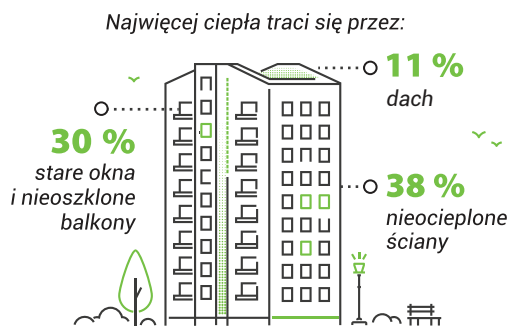 Najwięcej ciepła traci się przez:
11 %
dach
30 %
stare okna
i nieoszklone
balkony
38 %
nieocieplone
ściany